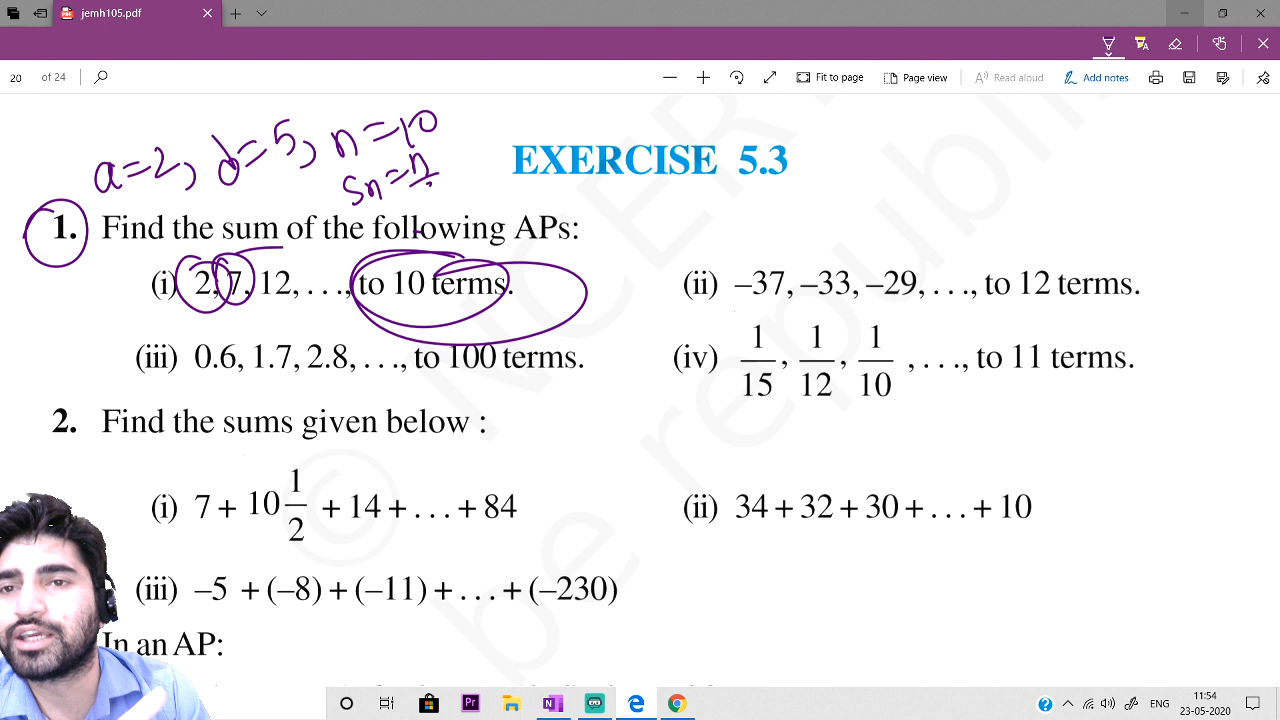 jemh105.pdf
20 of 24
Fit to page
Page view
Read aloud
Add notes
a=2, d=5, n=10
Sn=n
EXERCISE 5.3
1. Find the sum of the following APs:
(i) 2, 7, 12, . . ., to 10 terms.
(ii) –37, –33, –29, . . ., to 12 terms.
(iii) 0.6, 1.7, 2.8, . . ., to 100 terms.
(iv) 1/15, 1/12, 1/10, . . ., to 11 terms.
2. Find the sums given below :
(i) 7 + 10 1/2 + 14 + . . . + 84
(ii) 34 + 32 + 30 + . . . + 10
(iii) –5 + (–8) + (–11) + . . . + (–230)
In an AP:
© NCER
be republi
Pr
N
ENG
11:54
23-05-2020